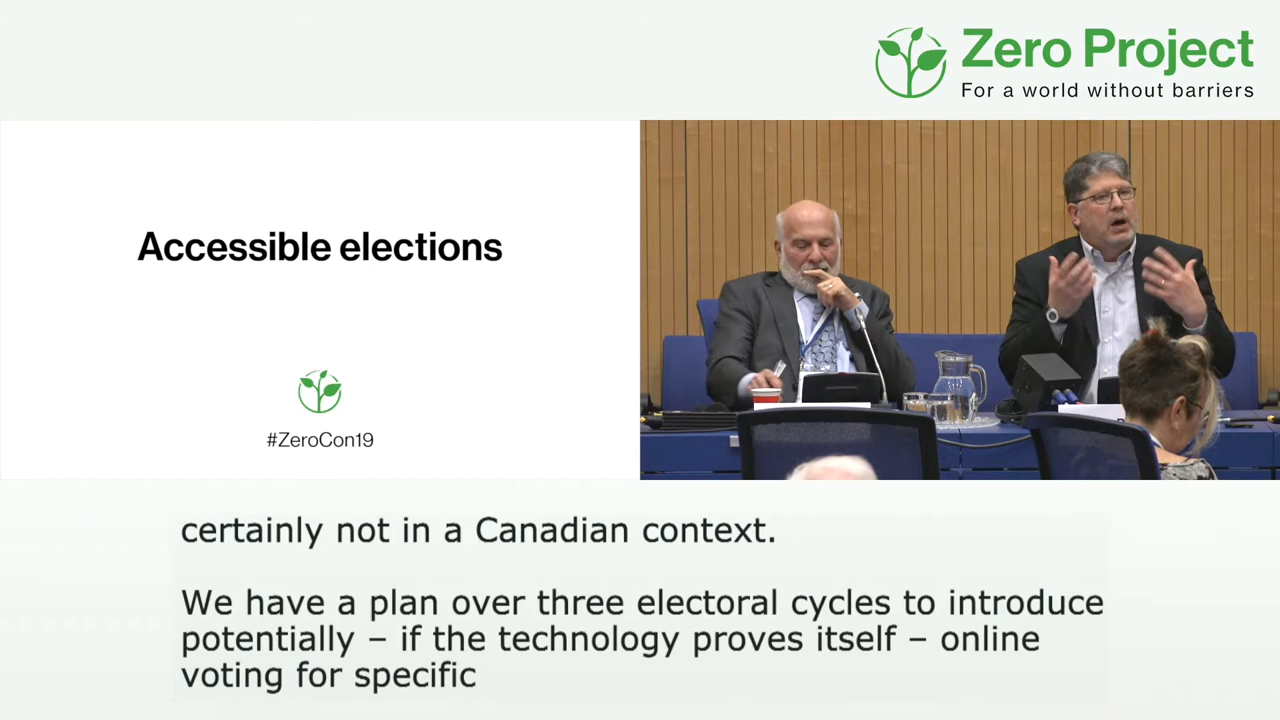 Zero Project
For a world without barriers
Accessible elections
#ZeroCon19
certainly not in a Canadian context.
We have a plan over three electoral cycles to introduce
potentially – if the technology proves itself – online
voting for specific